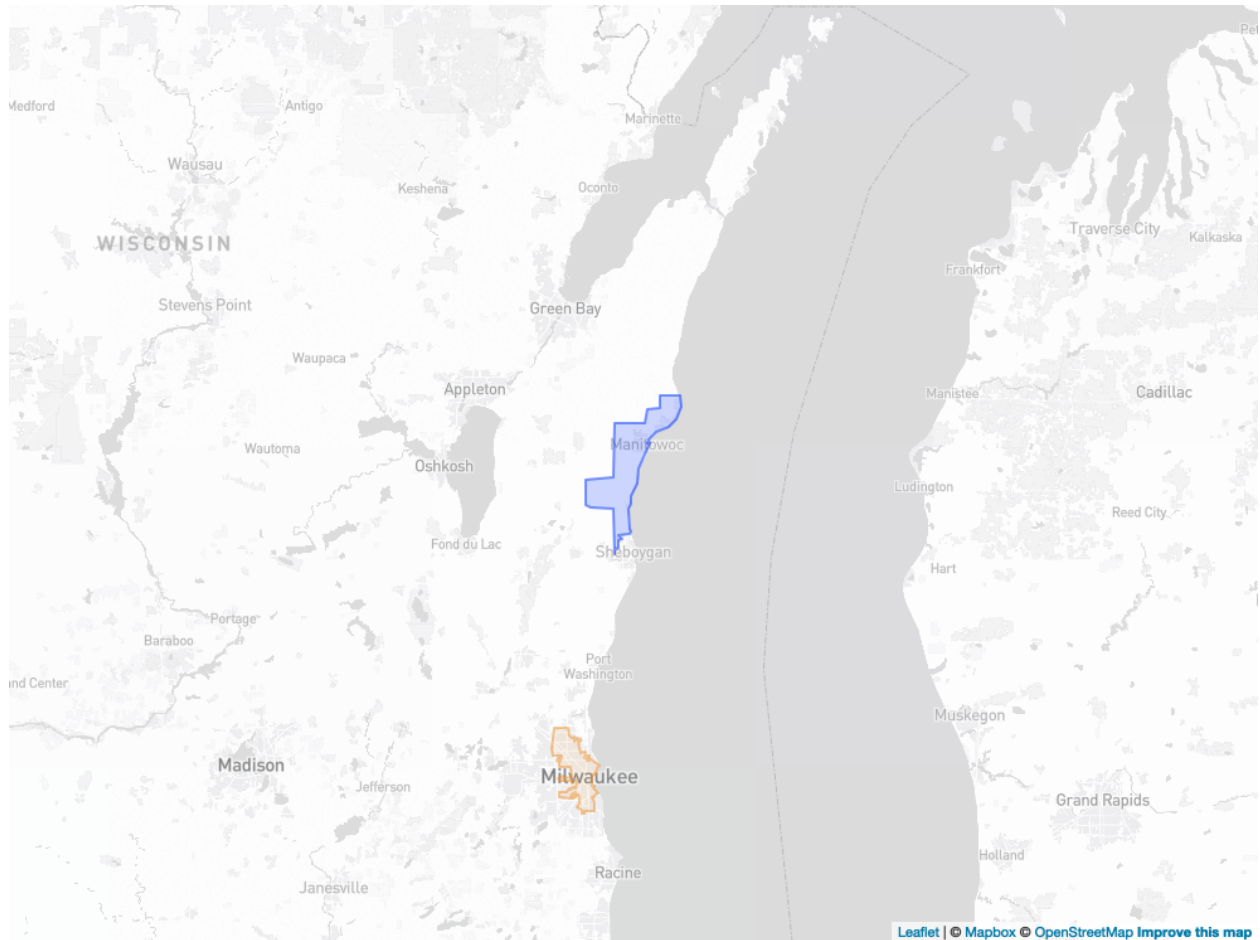 Pet
Medford
Antigo
Marinette
Wausau
Keshena
Oconto
WISCONSIN
Traverse City
Kalkaska
Frankfort
Stevens Point
Green Bay
Waupaca
Appleton
Manistee
Cadillac
Wautoma
Manitowoc
Oshkosh
Ludington
Reed City
Fond du Lac
Sheboygan
Hart
Portage
Baraboo
Port
Washington
nd Center
Muskegon
Madison
Milwaukee
Jefferson
Grand Rapids
Holland
Racine
Janesville
Leaflet | © Mapbox © OpenStreetMap Improve this map